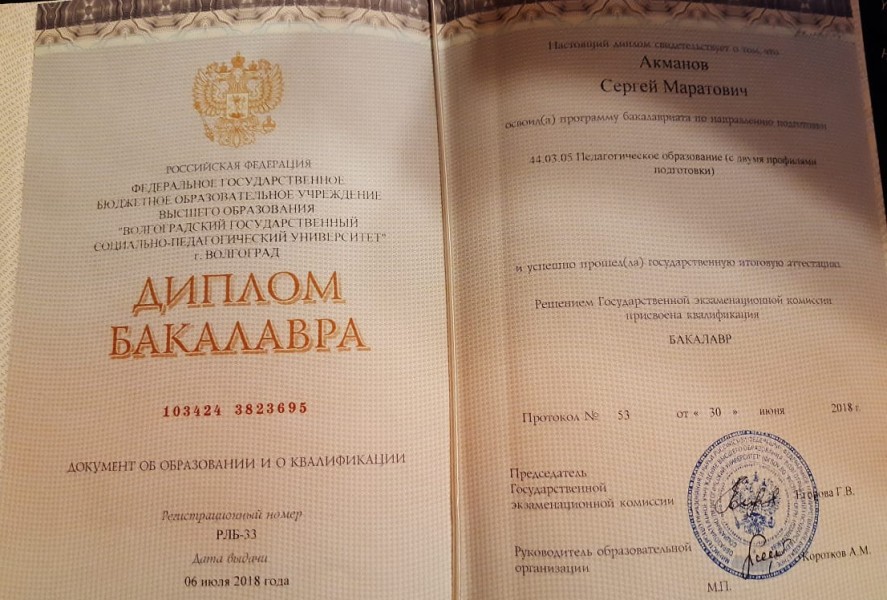 РОССИЙСКАЯ ФЕДЕРАЦИЯ
ФЕДЕРАЛЬНОЕ ГОСУДАРСТВЕННОЕ
БЮДЖЕТНОЕ ОБРАЗОВАТЕЛЬНОЕ УЧРЕЖДЕНИЕ
ВЫСШЕГО ОБРАЗОВАНИЯ
"ВОЛГОГРАДСКИЙ ГОСУДАРСТВЕННЫЙ
СОЦИАЛЬНО-ПЕДАГОГИЧЕСКИЙ УНИВЕРСИТЕТ"
г. ВОЛГОГРАД
ДИПЛОМ
БАКАЛАВРА
103424 3823695
ДОКУМЕНТ ОБ ОБРАЗОВАНИИ И О КВАЛИФИКАЦИИ
Регистрационный номер
РЛБ-33
Дата выдачи
06 июля 2018 года
Настоящий диплом свидетельствует о том, что
Акманов
Сергей Маратович
освоил(а) программу бакалавриата по направлению подготовки
44.03.05 Педагогическое образование (с двумя профилями
подготовки)
и успешно прошел(ла) государственную итоговую аттестацию
Решением Государственной экзаменационной комиссии
присвоена квалификация
БАКАЛАВР
Протокол № 53 от « 30 » июня 2018 г.
Председатель
Государственной
экзаменационной комиссии Егорова Г.В.
Руководитель образовательной
организации Коротков А.М.
М.П.